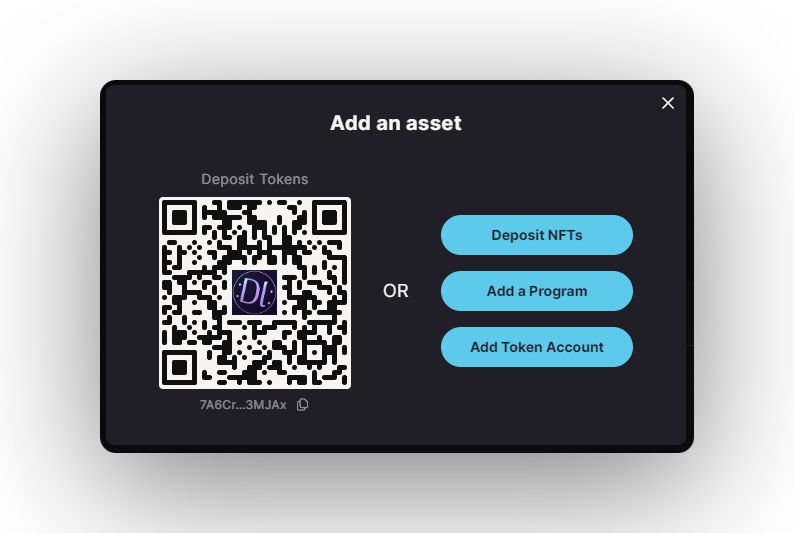 Add an asset
Deposit Tokens
DL
7A6Cr...3MJAx
OR
Deposit NFTs
Add a Program
Add Token Account